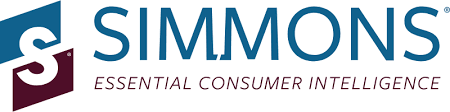 S®
SIMMONS®
ESSENTIAL CONSUMER INTELLIGENCE